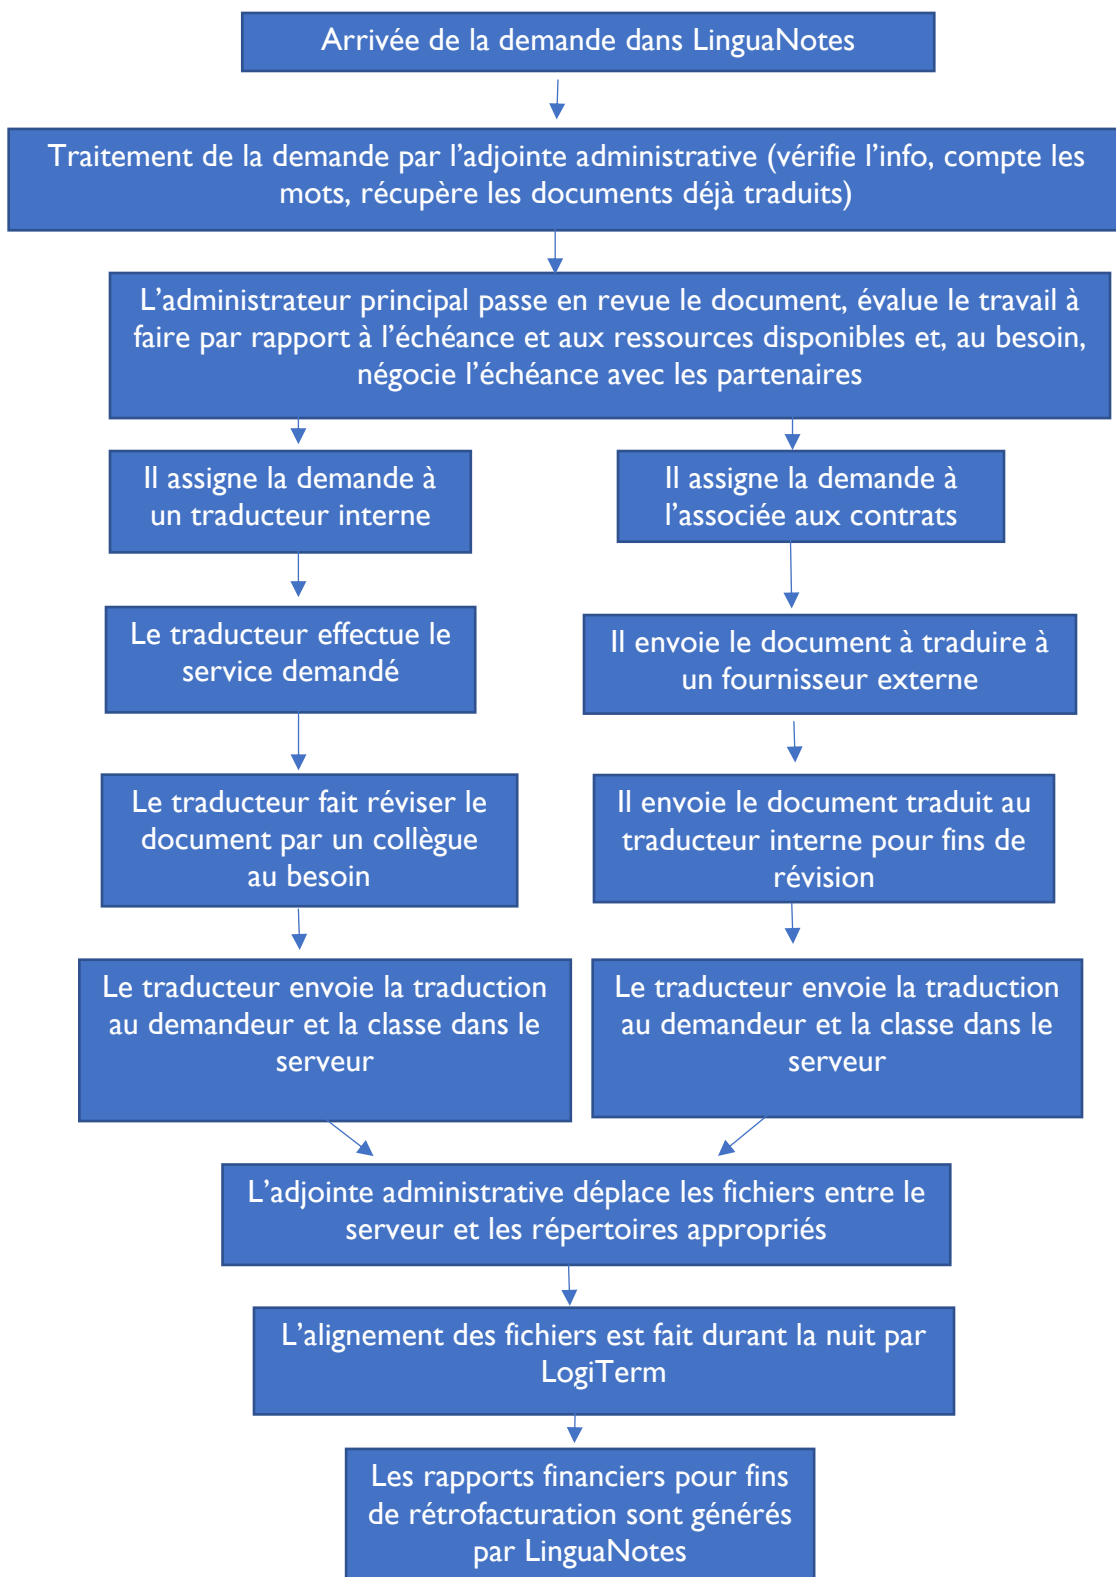 Arrivée de la demande dans LinguaNotes
Traitement de la demande par l’adjointe administrative (vérifie l’info, compte les
mots, récupère les documents déjà traduits)
L’administrateur principal passe en revue le document, évalue le travail à
faire par rapport à l’échéance et aux ressources disponibles et, au besoin,
négocie l’échéance avec les partenaires
Il assigne la demande à
un traducteur interne
Il assigne la demande à
l’associée aux contrats
Le traducteur effectue le
service demandé
Il envoie le document à traduire à
un fournisseur externe
Le traducteur fait réviser le
document par un collègue
au besoin
Il envoie le document traduit au
traducteur interne pour fins de
révision
Le traducteur envoie la traduction
au demandeur et la classe dans le
serveur
Le traducteur envoie la traduction
au demandeur et la classe dans le
serveur
L’adjointe administrative déplace les fichiers entre le
serveur et les répertoires appropriés
L’alignement des fichiers est fait durant la nuit par
LogiTerm
Les rapports financiers pour fins
de rétrofacturation sont générés
par LinguaNotes